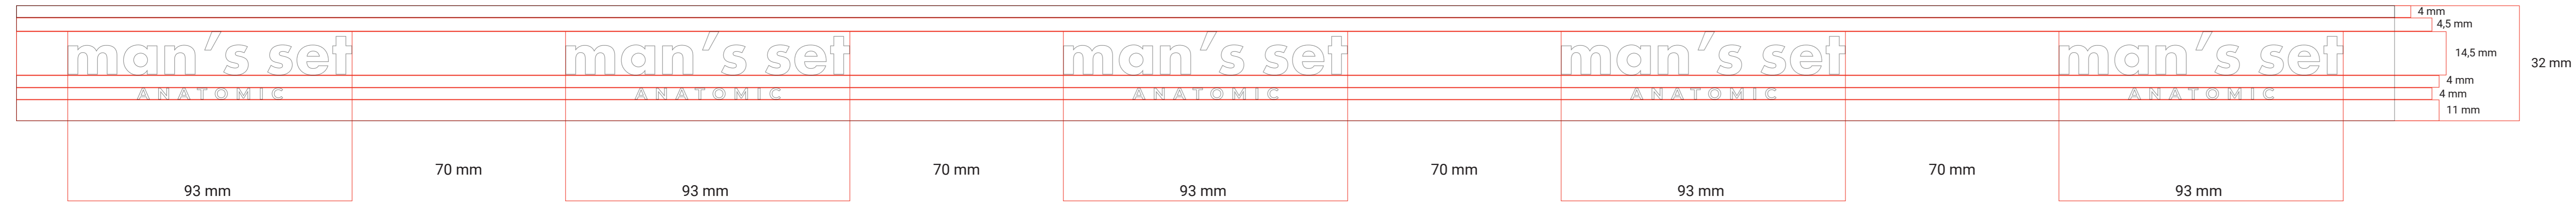 4 mm
4,5 mm
man's set man's set man's set man's set man's set
14,5 mm
32 mm
4 mm
ANATOMIC ANATOMIC ANATOMIC ANATOMIC ANATOMIC
4 mm
11 mm
70 mm 70 mm 70 mm 70 mm
93 mm 93 mm 93 mm 93 mm 93 mm